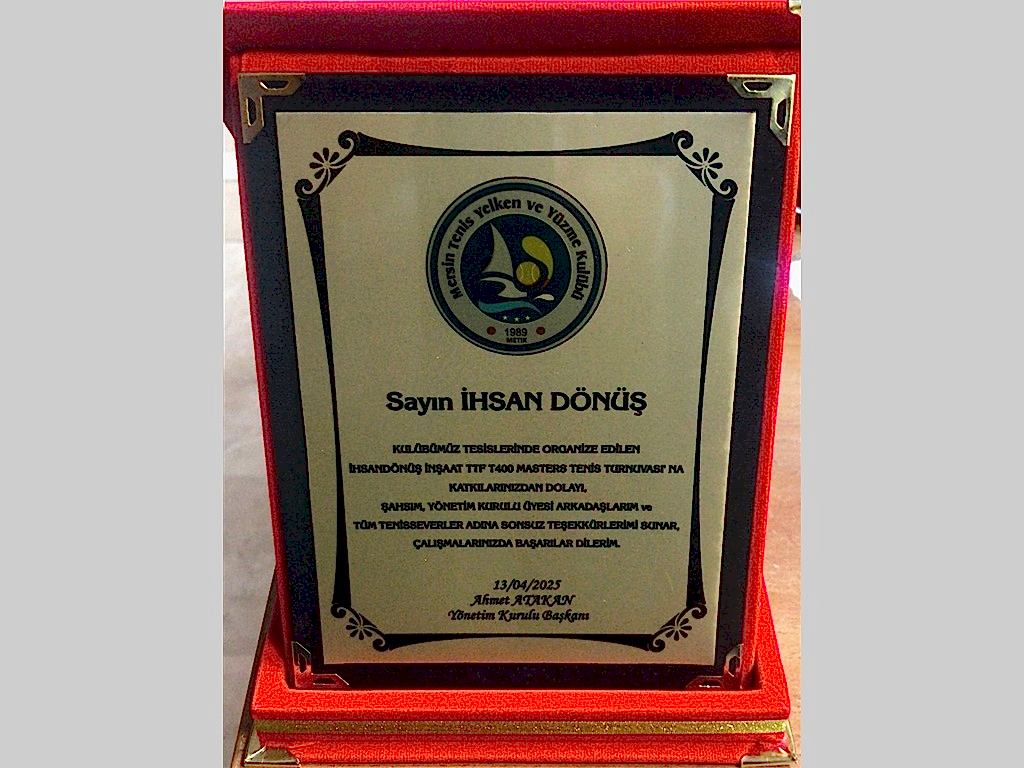 Mersin Tenis Yelken ve Yüzme Kulübü
1989
METIK
Sayın İHSAN DÖNÜŞ
KULÜBÜMÜZ TESİSLERİNDE ORGANİZE EDİLEN
İHSANDÖNÜŞ İNŞAAT TTF T400 MASTERS TENİS TURNUVASI' NA
KATKILARINIZDAN DOLAYI,
ŞAHSIM, YÖNETİM KURULU ÜYESİ ARKADAŞLARIM ve
TÜM TENİSSEVERLER ADINA SONSUZ TEŞEKKÜRLERİMİ SUNAR,
ÇALIŞMALARINIZDA BAŞARILAR DİLERİM.
13/04/2025
Ahmet ATAKAN
Yönetim Kurulu Başkanı